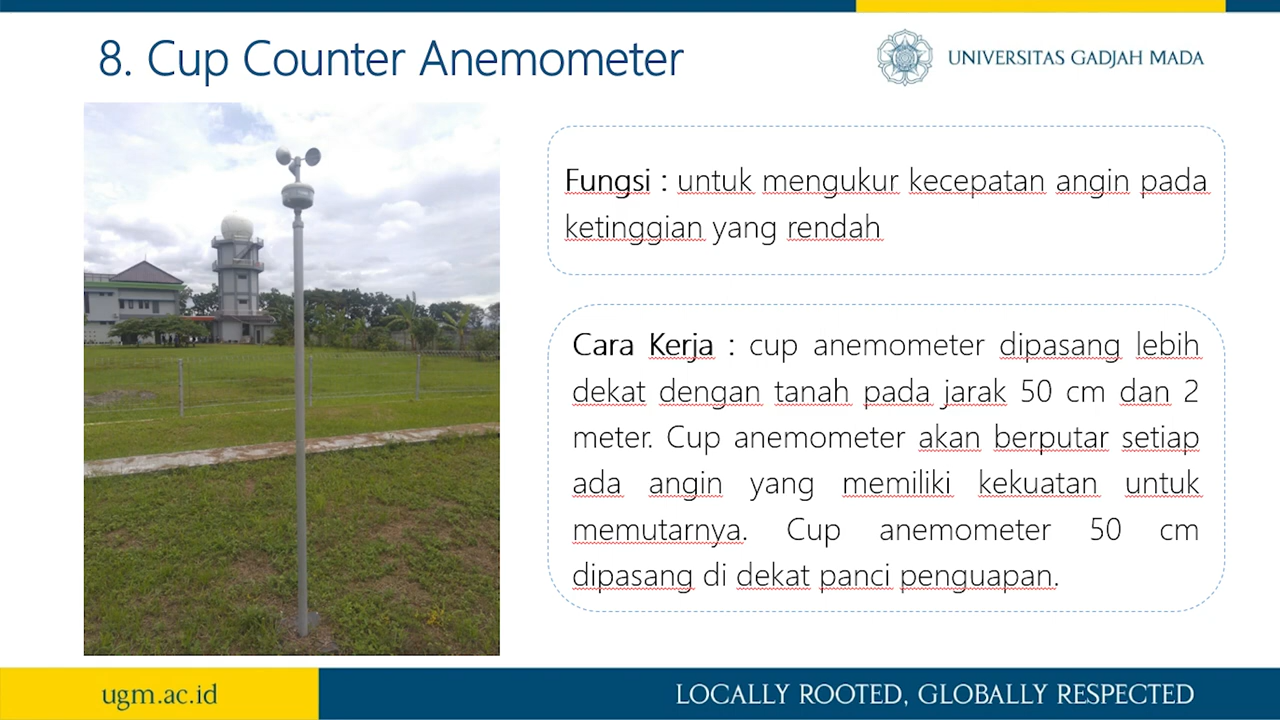 8. Cup Counter Anemometer
UNIVERSITAS GADJAH MADA
Fungsi : untuk mengukur kecepatan angin pada
ketinggian yang rendah
Cara Kerja : cup anemometer dipasang lebih
dekat dengan tanah pada jarak 50 cm dan 2
meter. Cup anemometer akan berputar setiap
ada angin yang memiliki kekuatan untuk
memutarnya. Cup anemometer 50 cm
dipasang di dekat panci penguapan.
ugm.ac.id
LOCALLY ROOTED, GLOBALLY RESPECTED